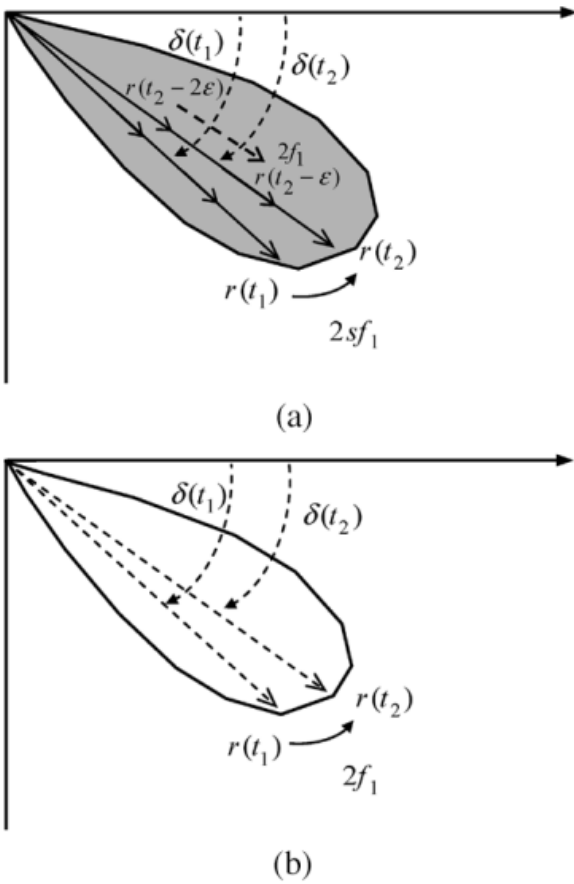 δ(t₁)
δ(t₂)
r(t₂ − 2ε)
2f₁
r(t₂ − ε)
r(t₂)
r(t₁)
2sf₁
(a)
δ(t₁)
δ(t₂)
r(t₂)
r(t₁)
2f₁
(b)